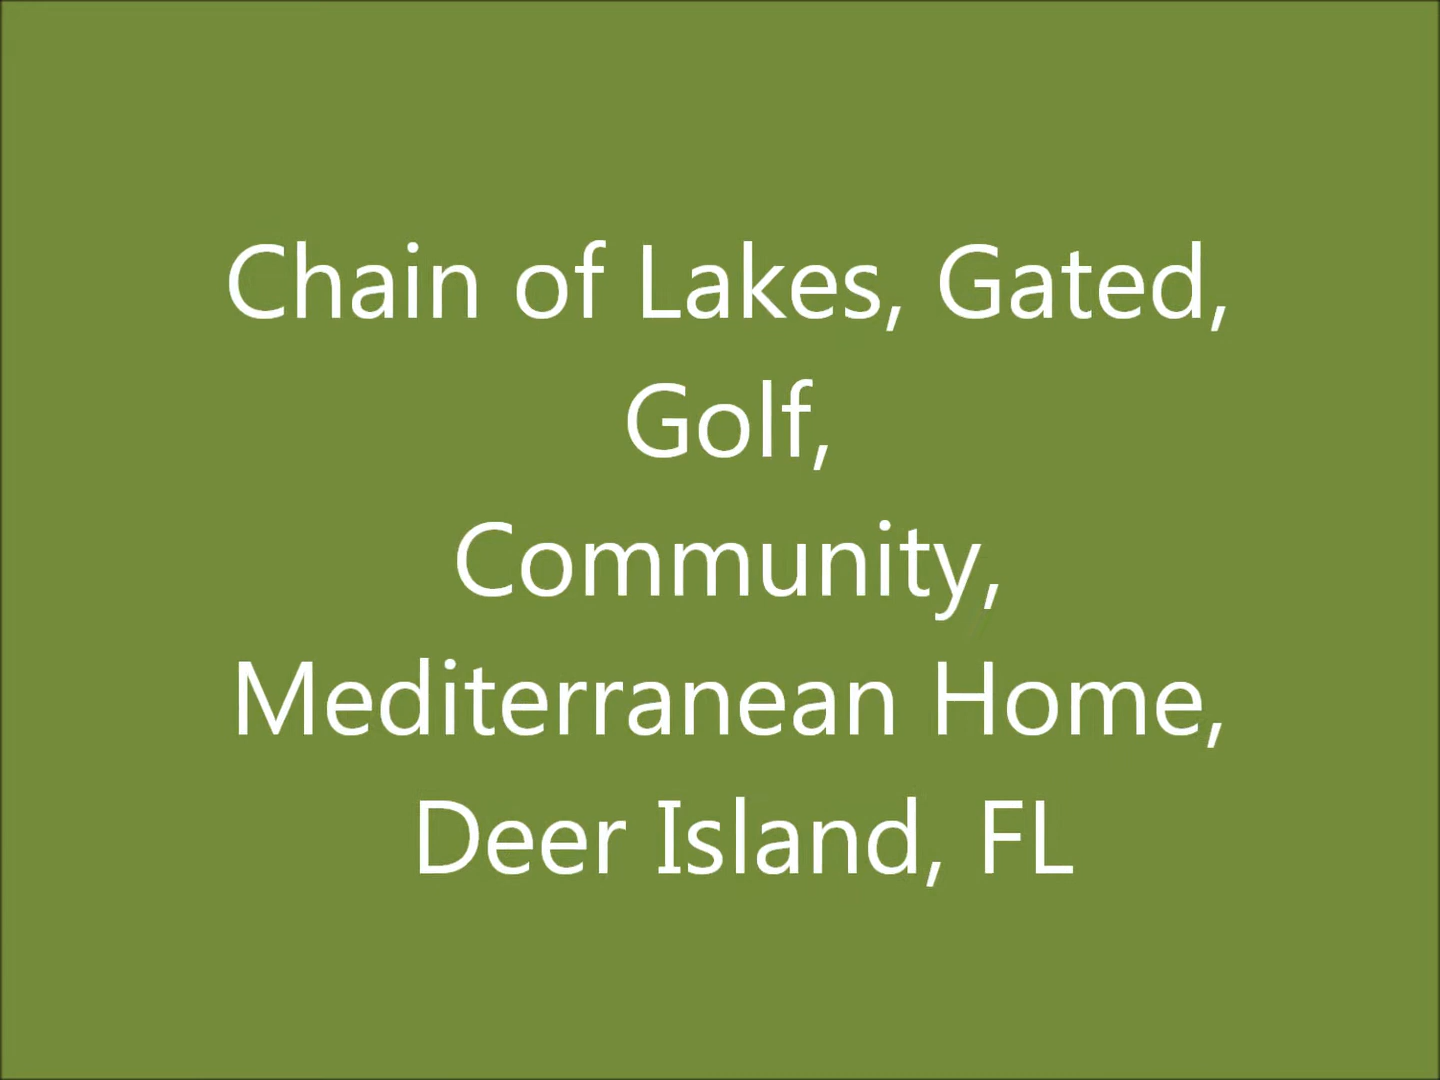 Chain of Lakes, Gated,
Golf,
Community,
Mediterranean Home,
Deer Island, FL